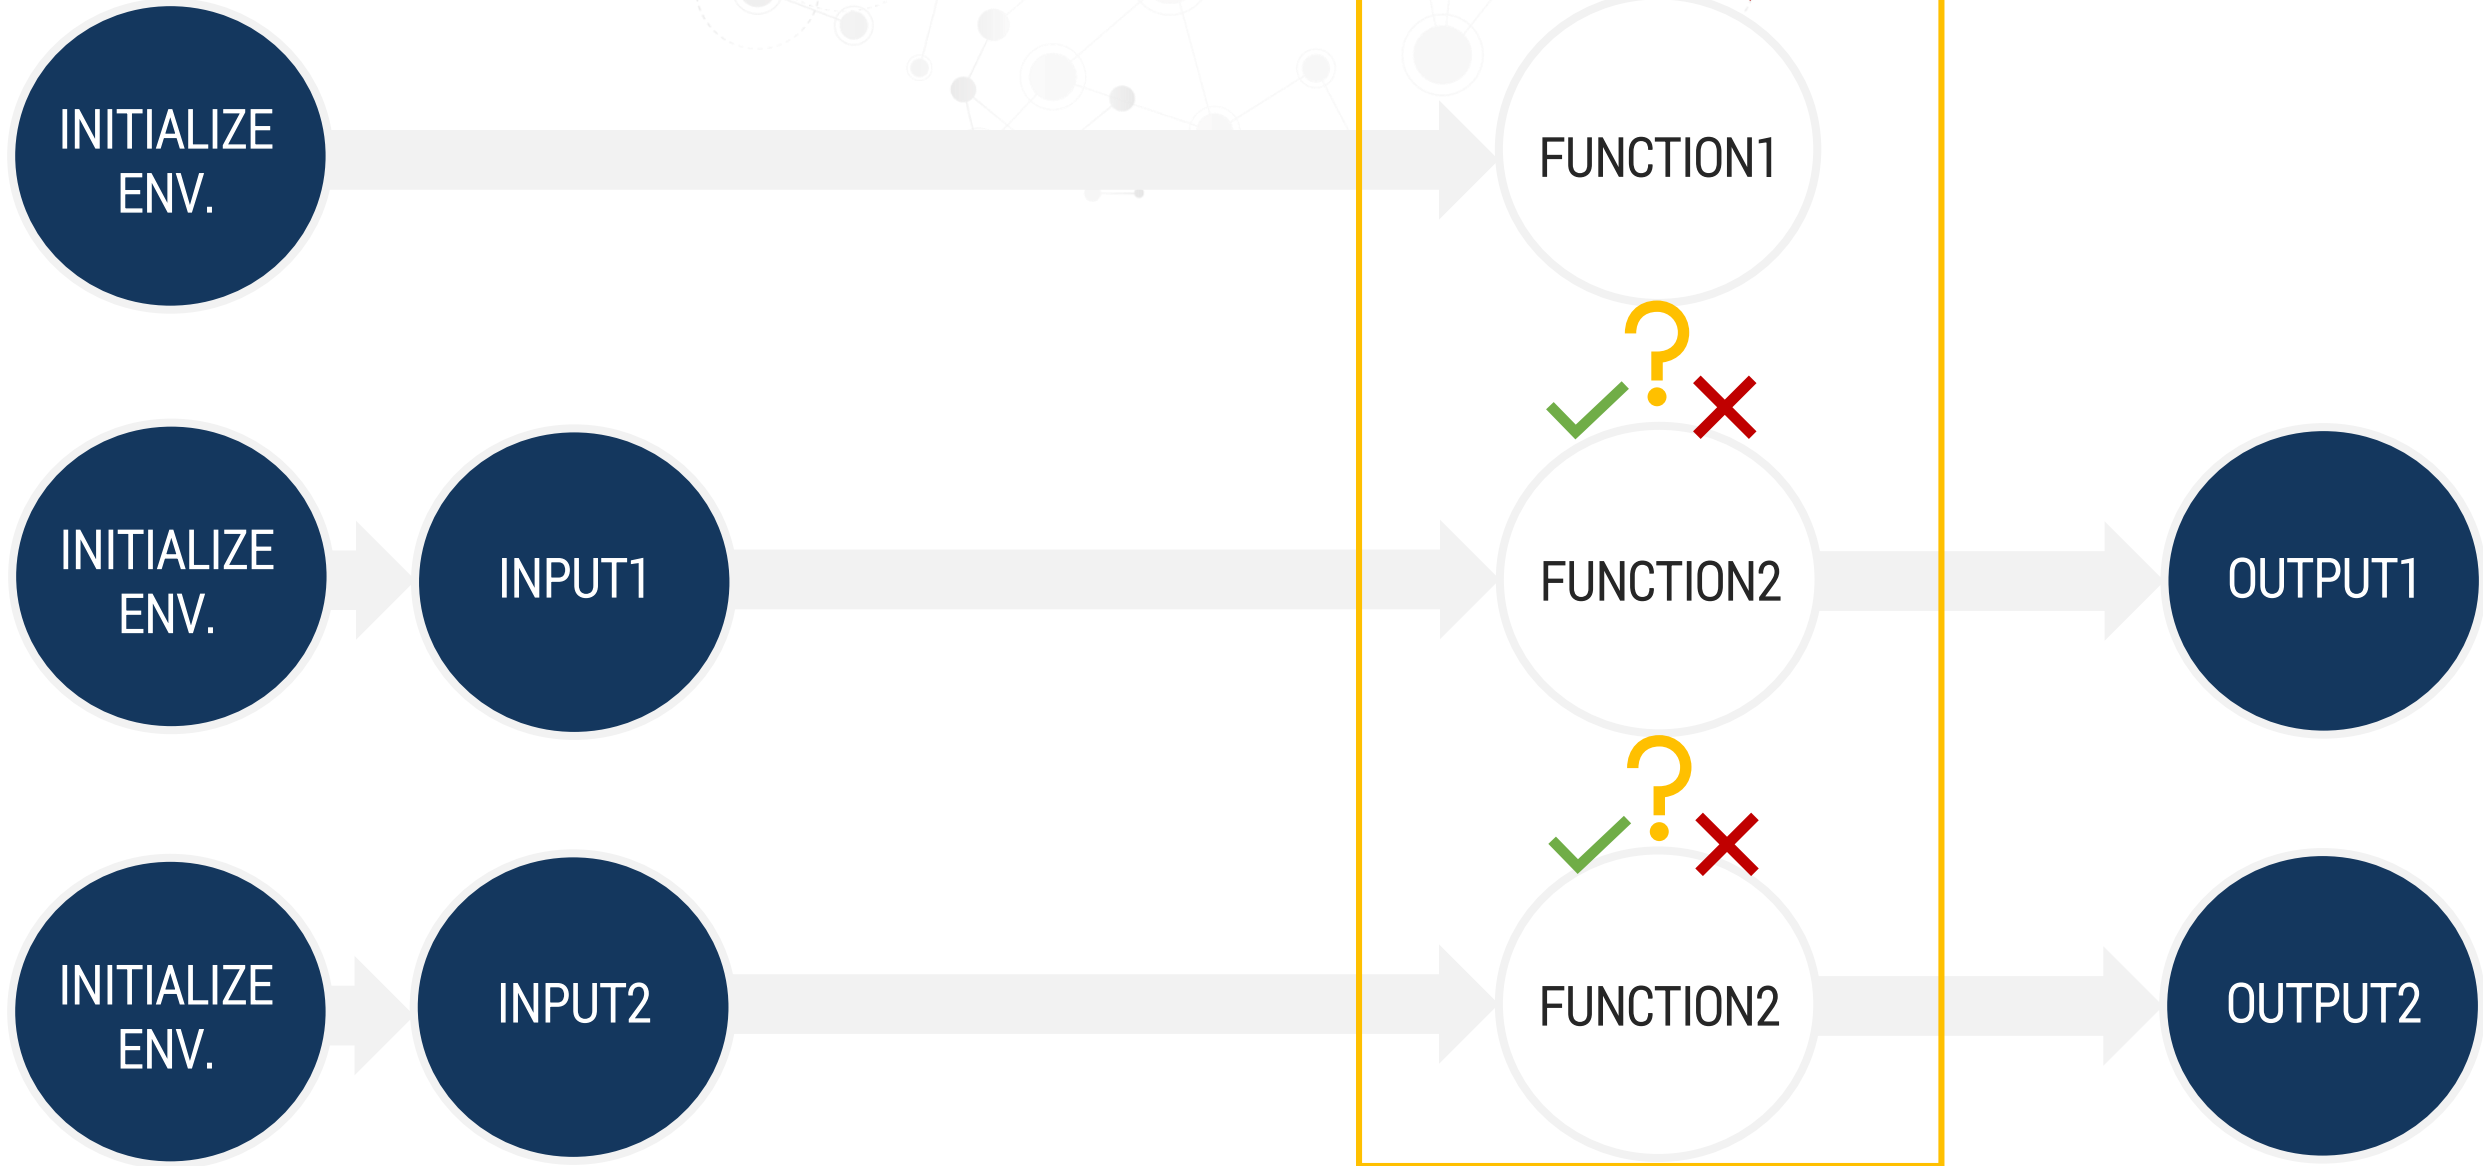 INITIALIZE
ENV.
FUNCTION1
?
INITIALIZE
ENV.
INPUT1
FUNCTION2
OUTPUT1
?
INITIALIZE
ENV.
INPUT2
FUNCTION2
OUTPUT2